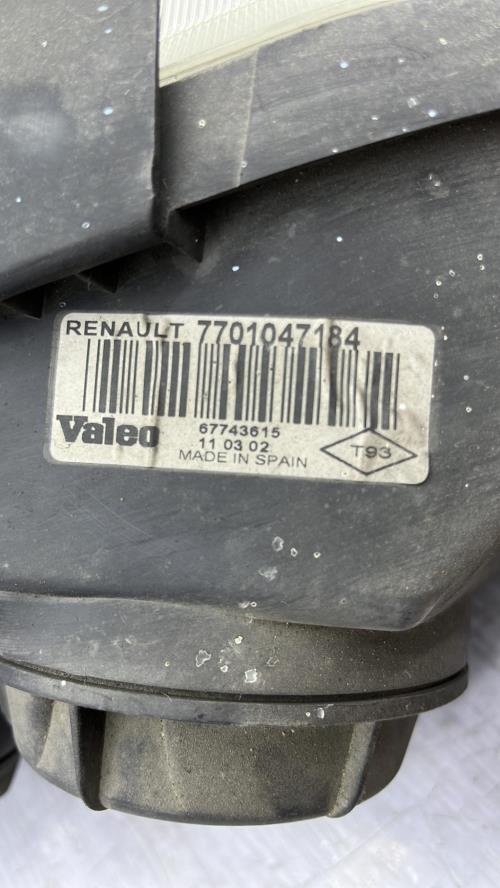 RENAULT 7701047184
67743615
Valeo
11 03 02
MADE IN SPAIN
T93